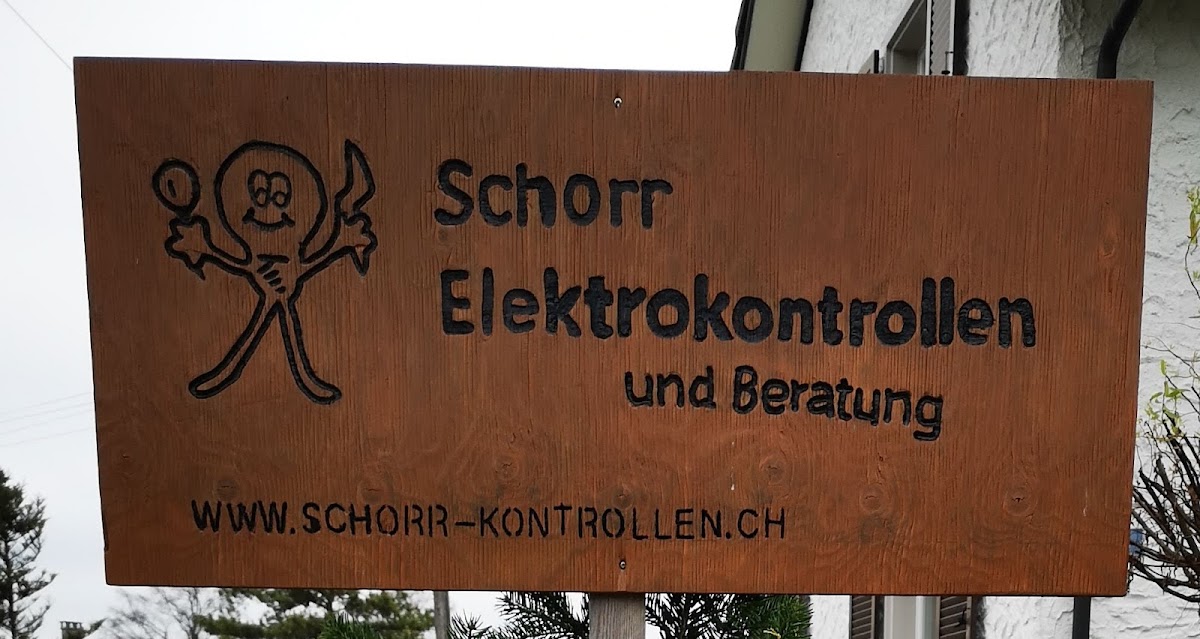 Schorr
Elektrokontrollen
und Beratung
WWW.SCHORR-KONTROLLEN.CH